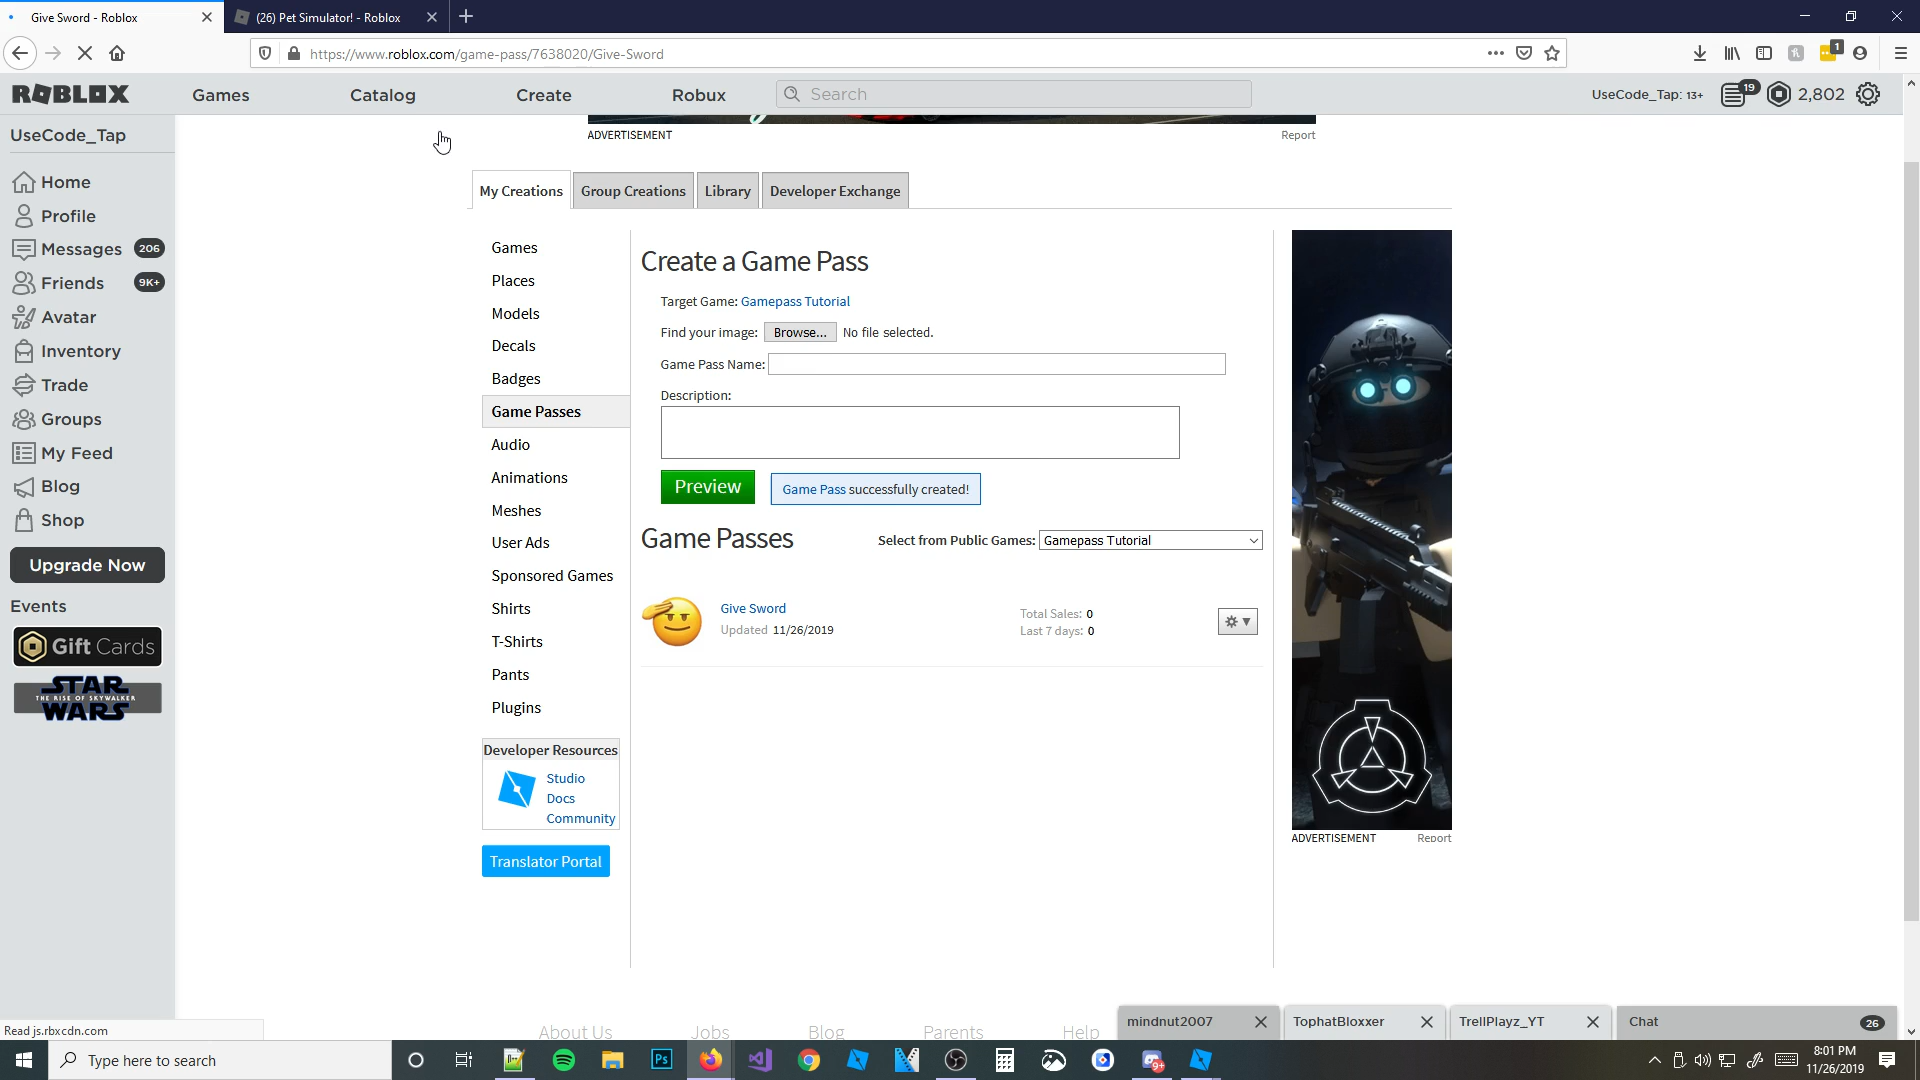 Give Sword - Roblox
(26) Pet Simulator! - Roblox
https://www.roblox.com/game-pass/7638020/Give-Sword
1
ROBLOX
Games
Catalog
Create
Robux
Search
UseCode_Tap: 13+
19
2,802
UseCode_Tap
ADVERTISEMENT
Report
Home
Profile
Messages 206
Friends 9K+
Avatar
Inventory
Trade
Groups
My Feed
Blog
Shop
Upgrade Now
Events
Gift Cards
STAR
THE RISE OF SKYWALKER
WARS
My Creations
Group Creations
Library
Developer Exchange
Games
Places
Models
Decals
Badges
Game Passes
Audio
Animations
Meshes
User Ads
Sponsored Games
Shirts
T-Shirts
Pants
Plugins
Developer Resources
Studio
Docs
Community
Translator Portal
Create a Game Pass
Target Game: Gamepass Tutorial
Find your image: Browse... No file selected.
Game Pass Name:
Description:
Preview
Game Pass successfully created!
Game Passes
Select from Public Games: Gamepass Tutorial
Give Sword
Updated 11/26/2019
Total Sales: 0
Last 7 days: 0
ADVERTISEMENT
Report
About Us
Jobs
Blog
Parents
Help
mindnut2007
TophatBloxxer
TrellPlayz_YT
Chat
26
Read js.rbxcdn.com
Type here to search
Ps
9+
8:01 PM
11/26/2019